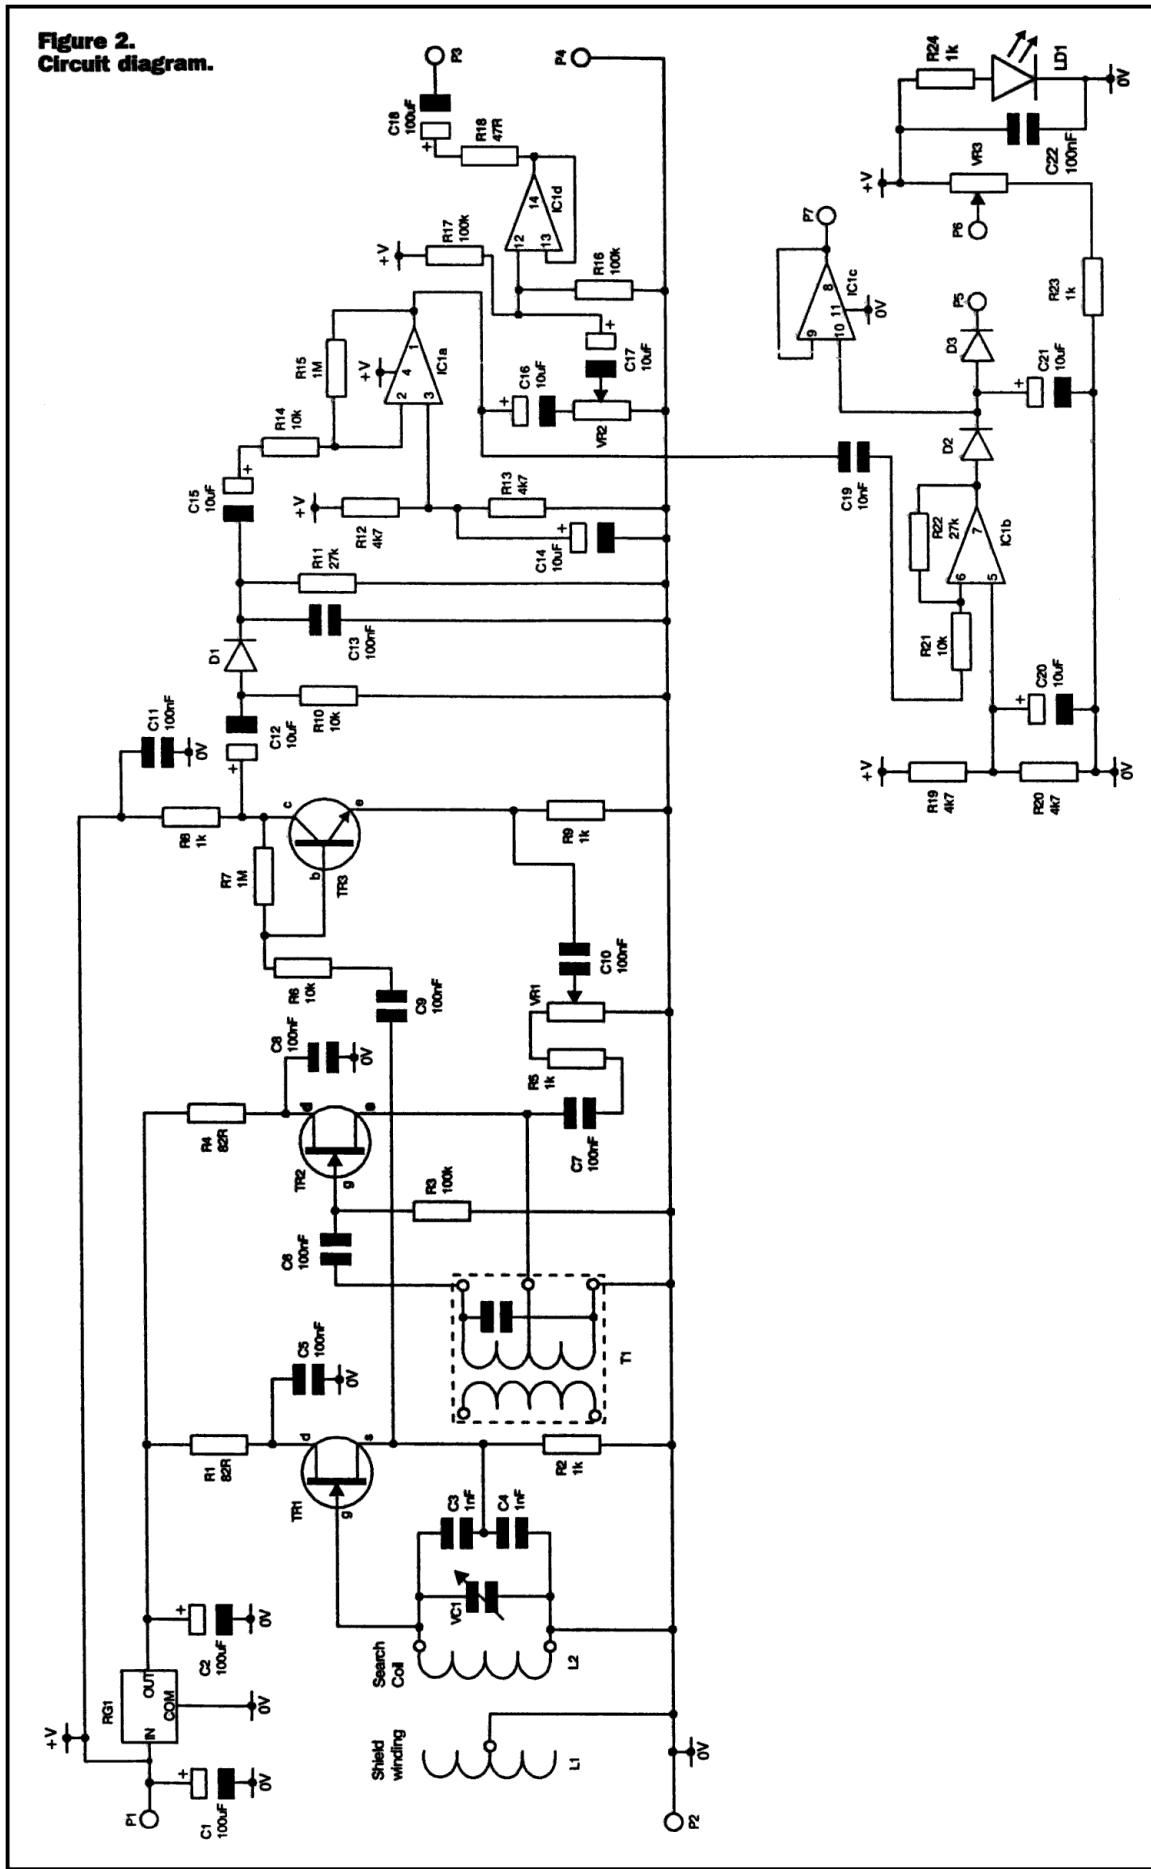 Figure 2.
Circuit diagram.
P1
C1
100uF
0V
+V
RG1
IN
OUT
COM
0V
C2
100uF
0V
Shield
winding
L1
P2
0V
Search
Coil
L2
VC1
C3
1nF
C4
1nF
TR1
g
d
s
R1
82R
C5
100nF
0V
R2
1k
T1
C6
100nF
R3
100k
TR2
g
d
s
R4
82R
C8
100nF
0V
C7
100nF
R5
1k
VR1
C10
100nF
C9
100nF
R6
10k
R7
1M
TR3
b
c
e
R8
1k
C11
100nF
0V
R9
1k
C12
10uF
R10
10k
D1
C13
100nF
R11
27k
C15
10uF
+V
R12
4k7
C14
10uF
R13
4k7
R14
10k
R15
1M
+V
2
3
4
1
IC1a
C16
10uF
VR2
C17
10uF
+V
R17
100k
R16
100k
12
13
14
IC1d
R18
47R
C18
100uF
P3
P4
+V
R19
4k7
R20
4k7
0V
C20
10uF
R21
10k
R22
27k
6
5
7
IC1b
C19
10nF
D2
C21
10uF
D3
P5
9
10
8
11
IC1c
0V
P7
R23
1k
P6
VR3
+V
C22
100nF
R24
1k
LD1
0V